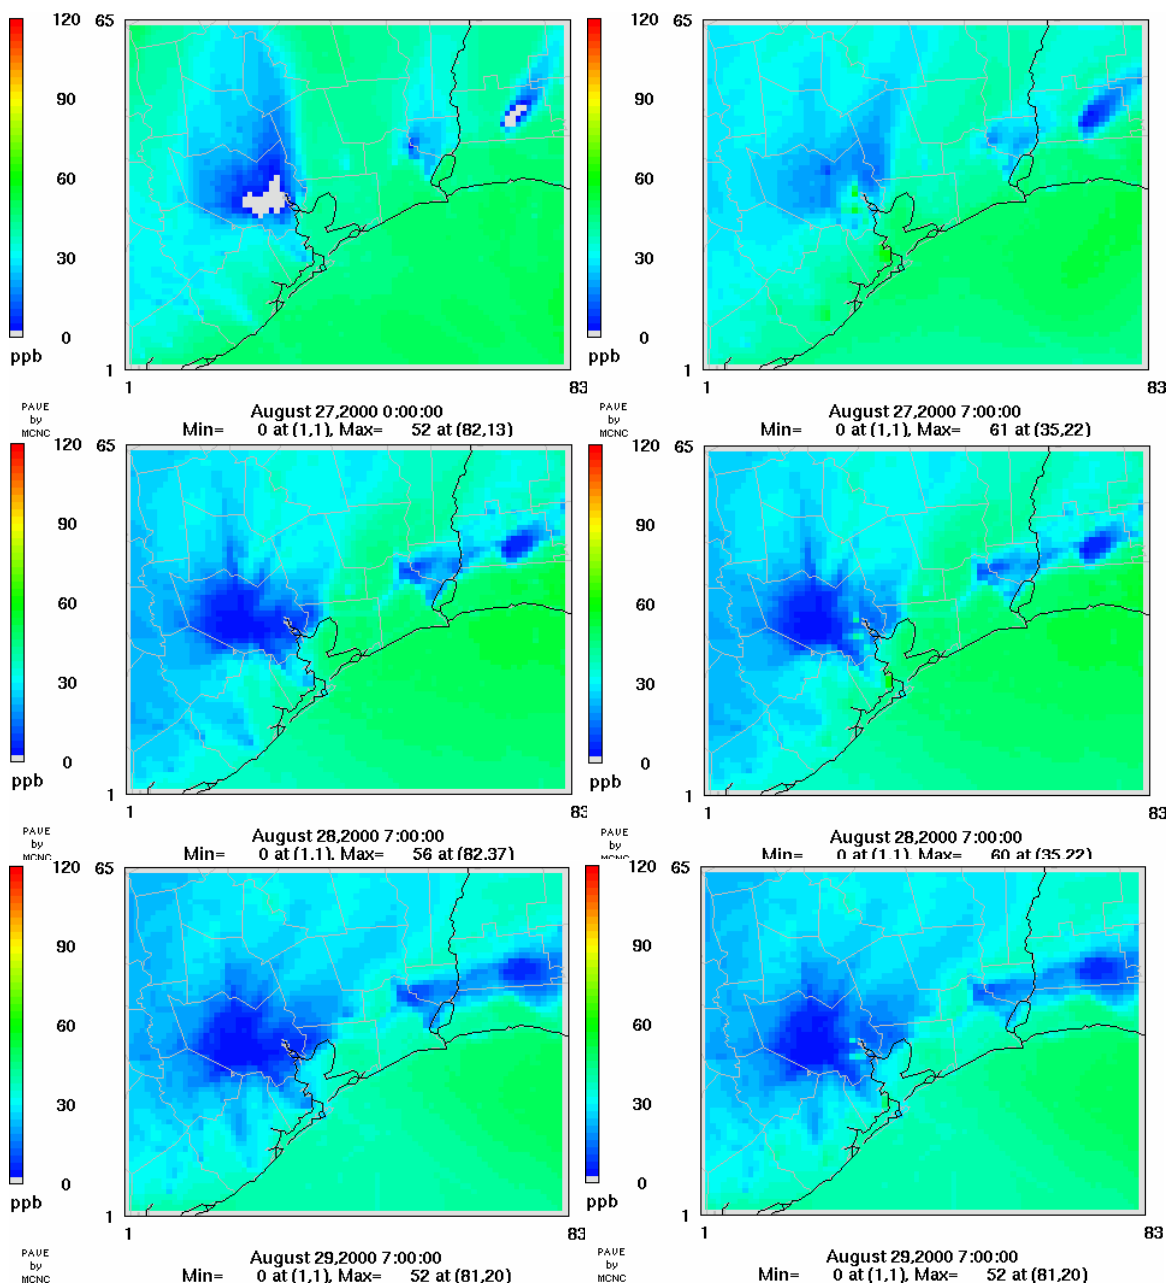 120
90
60
30
0
ppb
65
1
1
83
PAVE
by
MCNC
August 27,2000 0:00:00
Min= 0 at (1,1), Max= 52 at (82,13)
120
90
60
30
0
ppb
65
1
1
83
PAVE
by
MCNC
August 27,2000 7:00:00
Min= 0 at (1,1), Max= 61 at (35,22)
120
90
60
30
0
ppb
65
1
1
83
PAVE
by
MCNC
August 28,2000 7:00:00
Min= 0 at (1,1), Max= 56 at (82,37)
120
90
60
30
0
ppb
65
1
1
83
PAVE
by
MCNC
August 28,2000 7:00:00
Min= 0 at (1,1), Max= 60 at (35,22)
120
90
60
30
0
ppb
65
1
1
83
PAVE
by
MCNC
August 29,2000 7:00:00
Min= 0 at (1,1), Max= 52 at (81,20)
120
90
60
30
0
ppb
65
1
1
83
PAVE
by
MCNC
August 29,2000 7:00:00
Min= 0 at (1,1), Max= 52 at (81,20)